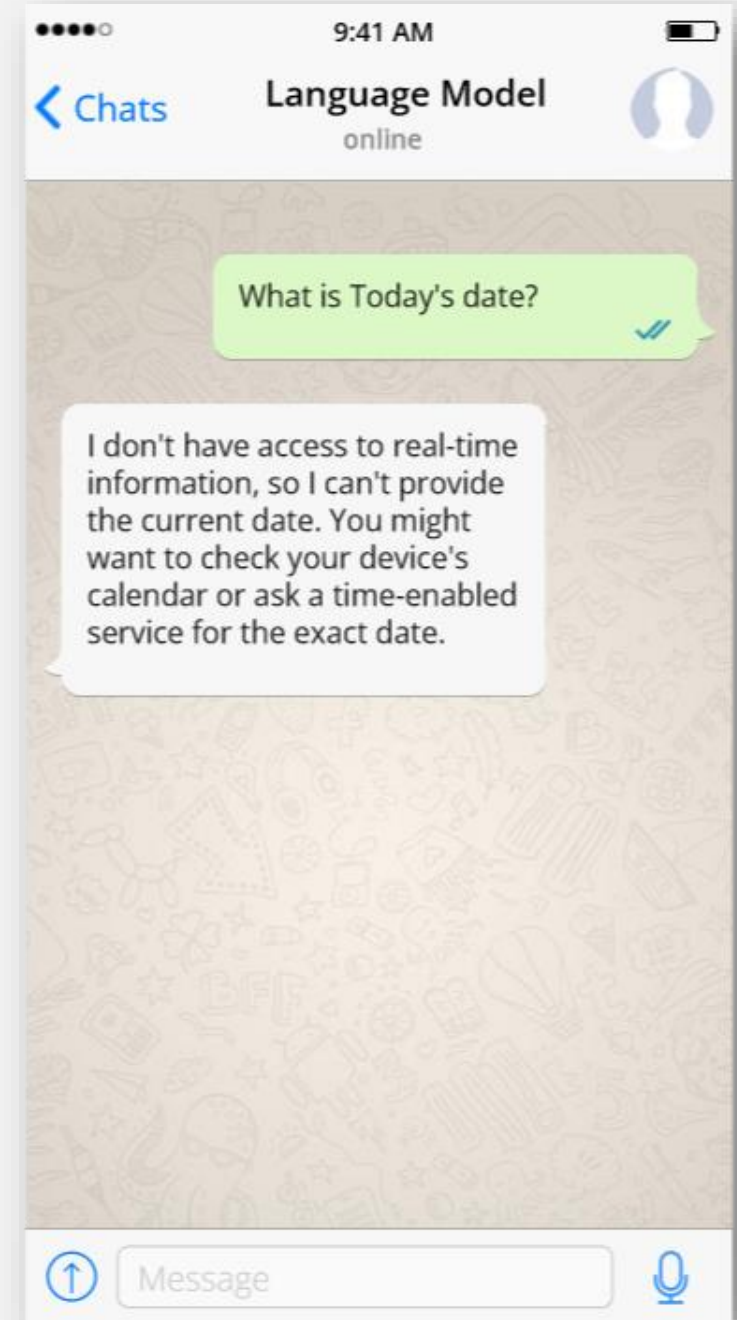 9:41 AM
Chats
Language Model
online
What is Today's date?
I don't have access to real-time
information, so I can't provide
the current date. You might
want to check your device's
calendar or ask a time-enabled
service for the exact date.
BFF
Message